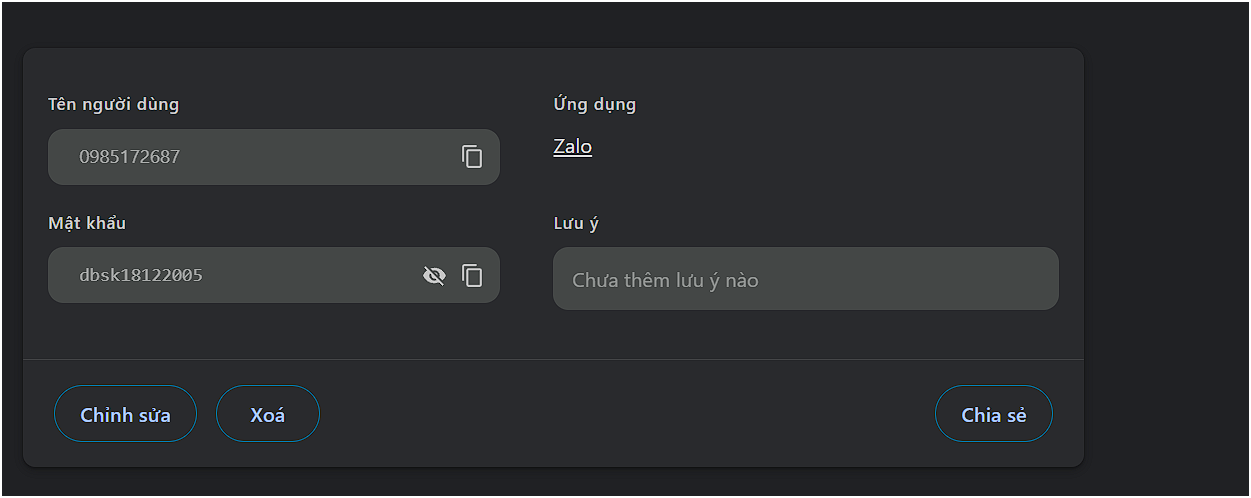 Tên người dùng
0985172687
Ứng dụng
Zalo
Mật khẩu
dbsk18122005
Lưu ý
Chưa thêm lưu ý nào
Chỉnh sửa
Xoá
Chia sẻ